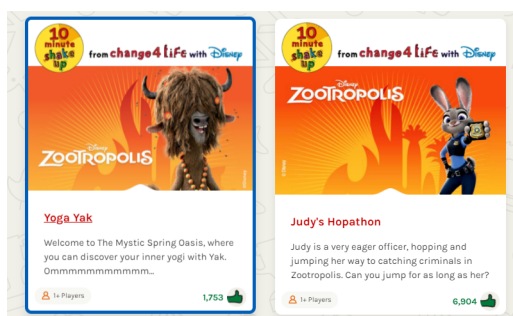 10
minute
shake
up
from change4Life with Disney
Disney
ZOOTROPOLIS
© Disney
Yoga Yak
Welcome to The Mystic Spring Oasis, where
you can discover your inner yogi with Yak.
Ommmmmmmmmmm...
1+ Players
1,753
10
minute
shake
up
from change4Life with Disney
Disney
ZOOTROPOLIS
© Disney
Judy's Hopathon
Judy is a very eager officer, hopping and
jumping her way to catching criminals in
Zootropolis. Can you jump for as long as her?
1+ Players
6,904